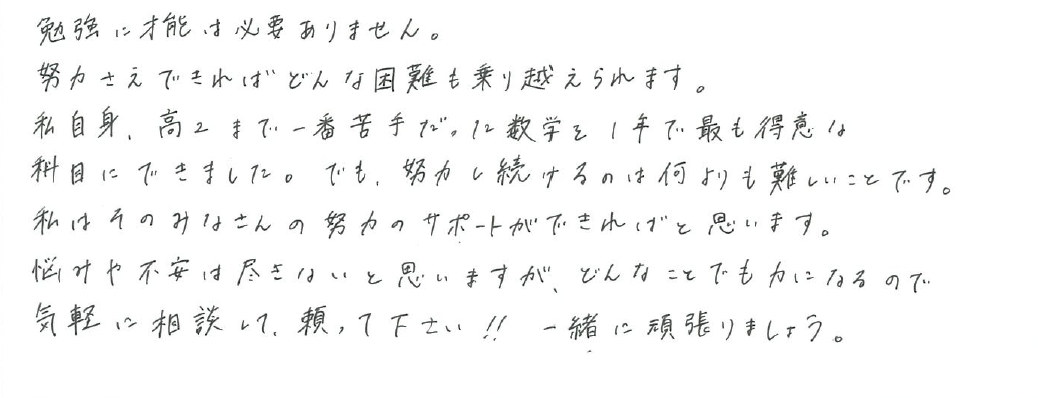 勉強に才能は必要ありません。
努力さえできればどんな困難も乗り越えられます。
私自身、高2まで一番苦手だった数学を1年で最も得意な
科目にできました。でも、努力し続けるのは何よりも難しいことです。
私はそのみなさんの努力のサポートができればと思います。
悩みや不安は尽きないと思いますが、どんなことでも力になるので
気軽に相談して、頼って下さい!! 一緒に頑張りましょう。